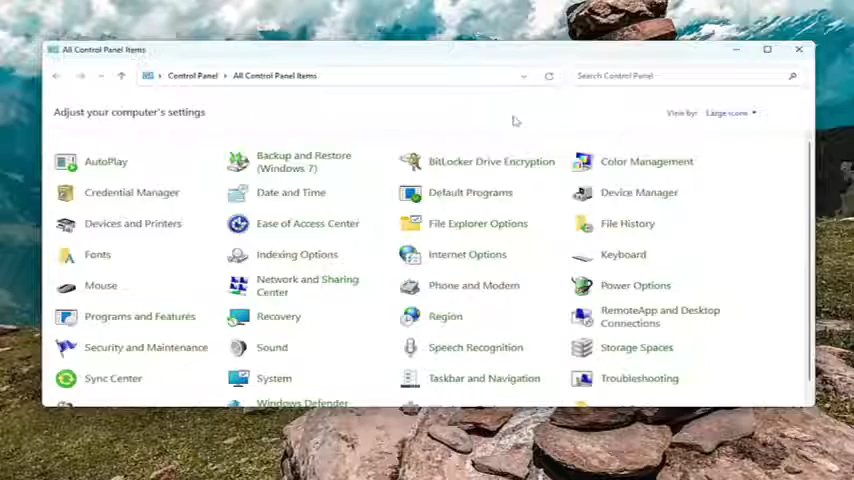 All Control Panel Items
Control Panel > All Control Panel Items
Search Control Panel
Adjust your computer's settings
View by: Large icons
AutoPlay
Backup and Restore
(Windows 7)
BitLocker Drive Encryption
Color Management
Credential Manager
Date and Time
Default Programs
Device Manager
Devices and Printers
Ease of Access Center
File Explorer Options
File History
Fonts
Indexing Options
Internet Options
Keyboard
Mouse
Network and Sharing
Center
Phone and Modem
Power Options
Programs and Features
Recovery
Region
RemoteApp and Desktop
Connections
Security and Maintenance
Sound
Speech Recognition
Storage Spaces
Sync Center
System
Taskbar and Navigation
Troubleshooting
Windows Defender